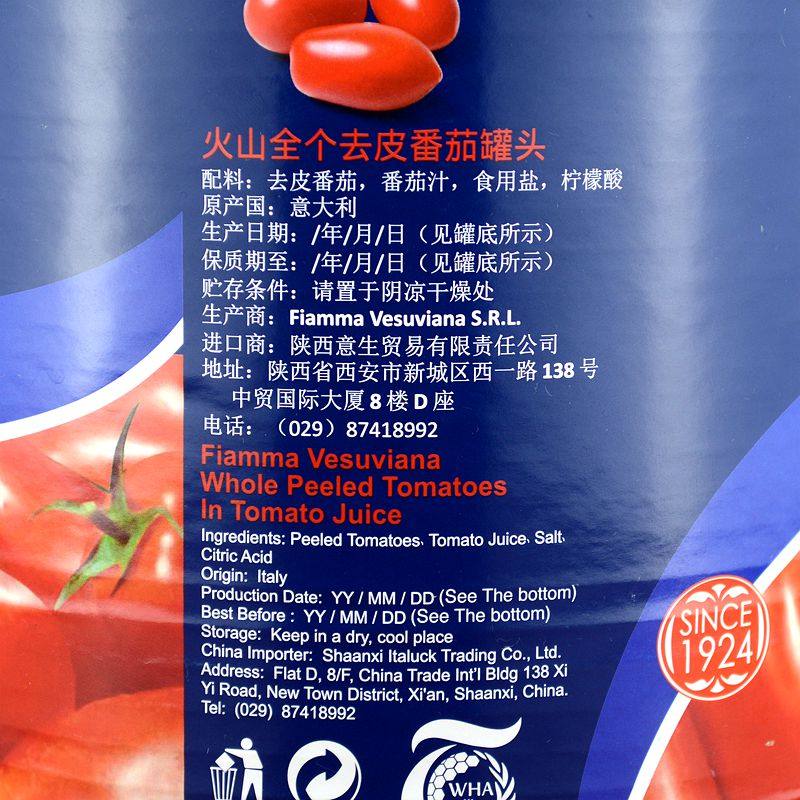 火山全个去皮番茄罐头
配料：去皮番茄，番茄汁，食用盐，柠檬酸
原产国：意大利
生产日期：/年/月/日（见罐底所示）
保质期至：/年/月/日（见罐底所示）
贮存条件：请置于阴凉干燥处
生产商：Fiamma Vesuviana S.R.L.
进口商：陕西意生贸易有限责任公司
地址：陕西省西安市新城区西一路 138 号
中贸国际大厦 8 楼 D 座
电话：（029）87418992
Fiamma Vesuviana
Whole Peeled Tomatoes
In Tomato Juice
Ingredients: Peeled Tomatoes、Tomato Juice、Salt、
Citric Acid
Origin: Italy
Production Date: YY / MM / DD (See The bottom)
Best Before : YY / MM / DD (See The bottom)
Storage: Keep in a dry, cool place
China Importer: Shaanxi Italuck Trading Co., Ltd.
Address: Flat D, 8/F, China Trade Int'l Bldg 138 Xi
Yi Road, New Town District, Xi'an, Shaanxi, China.
Tel: (029) 87418992
SINCE
1924
WHA